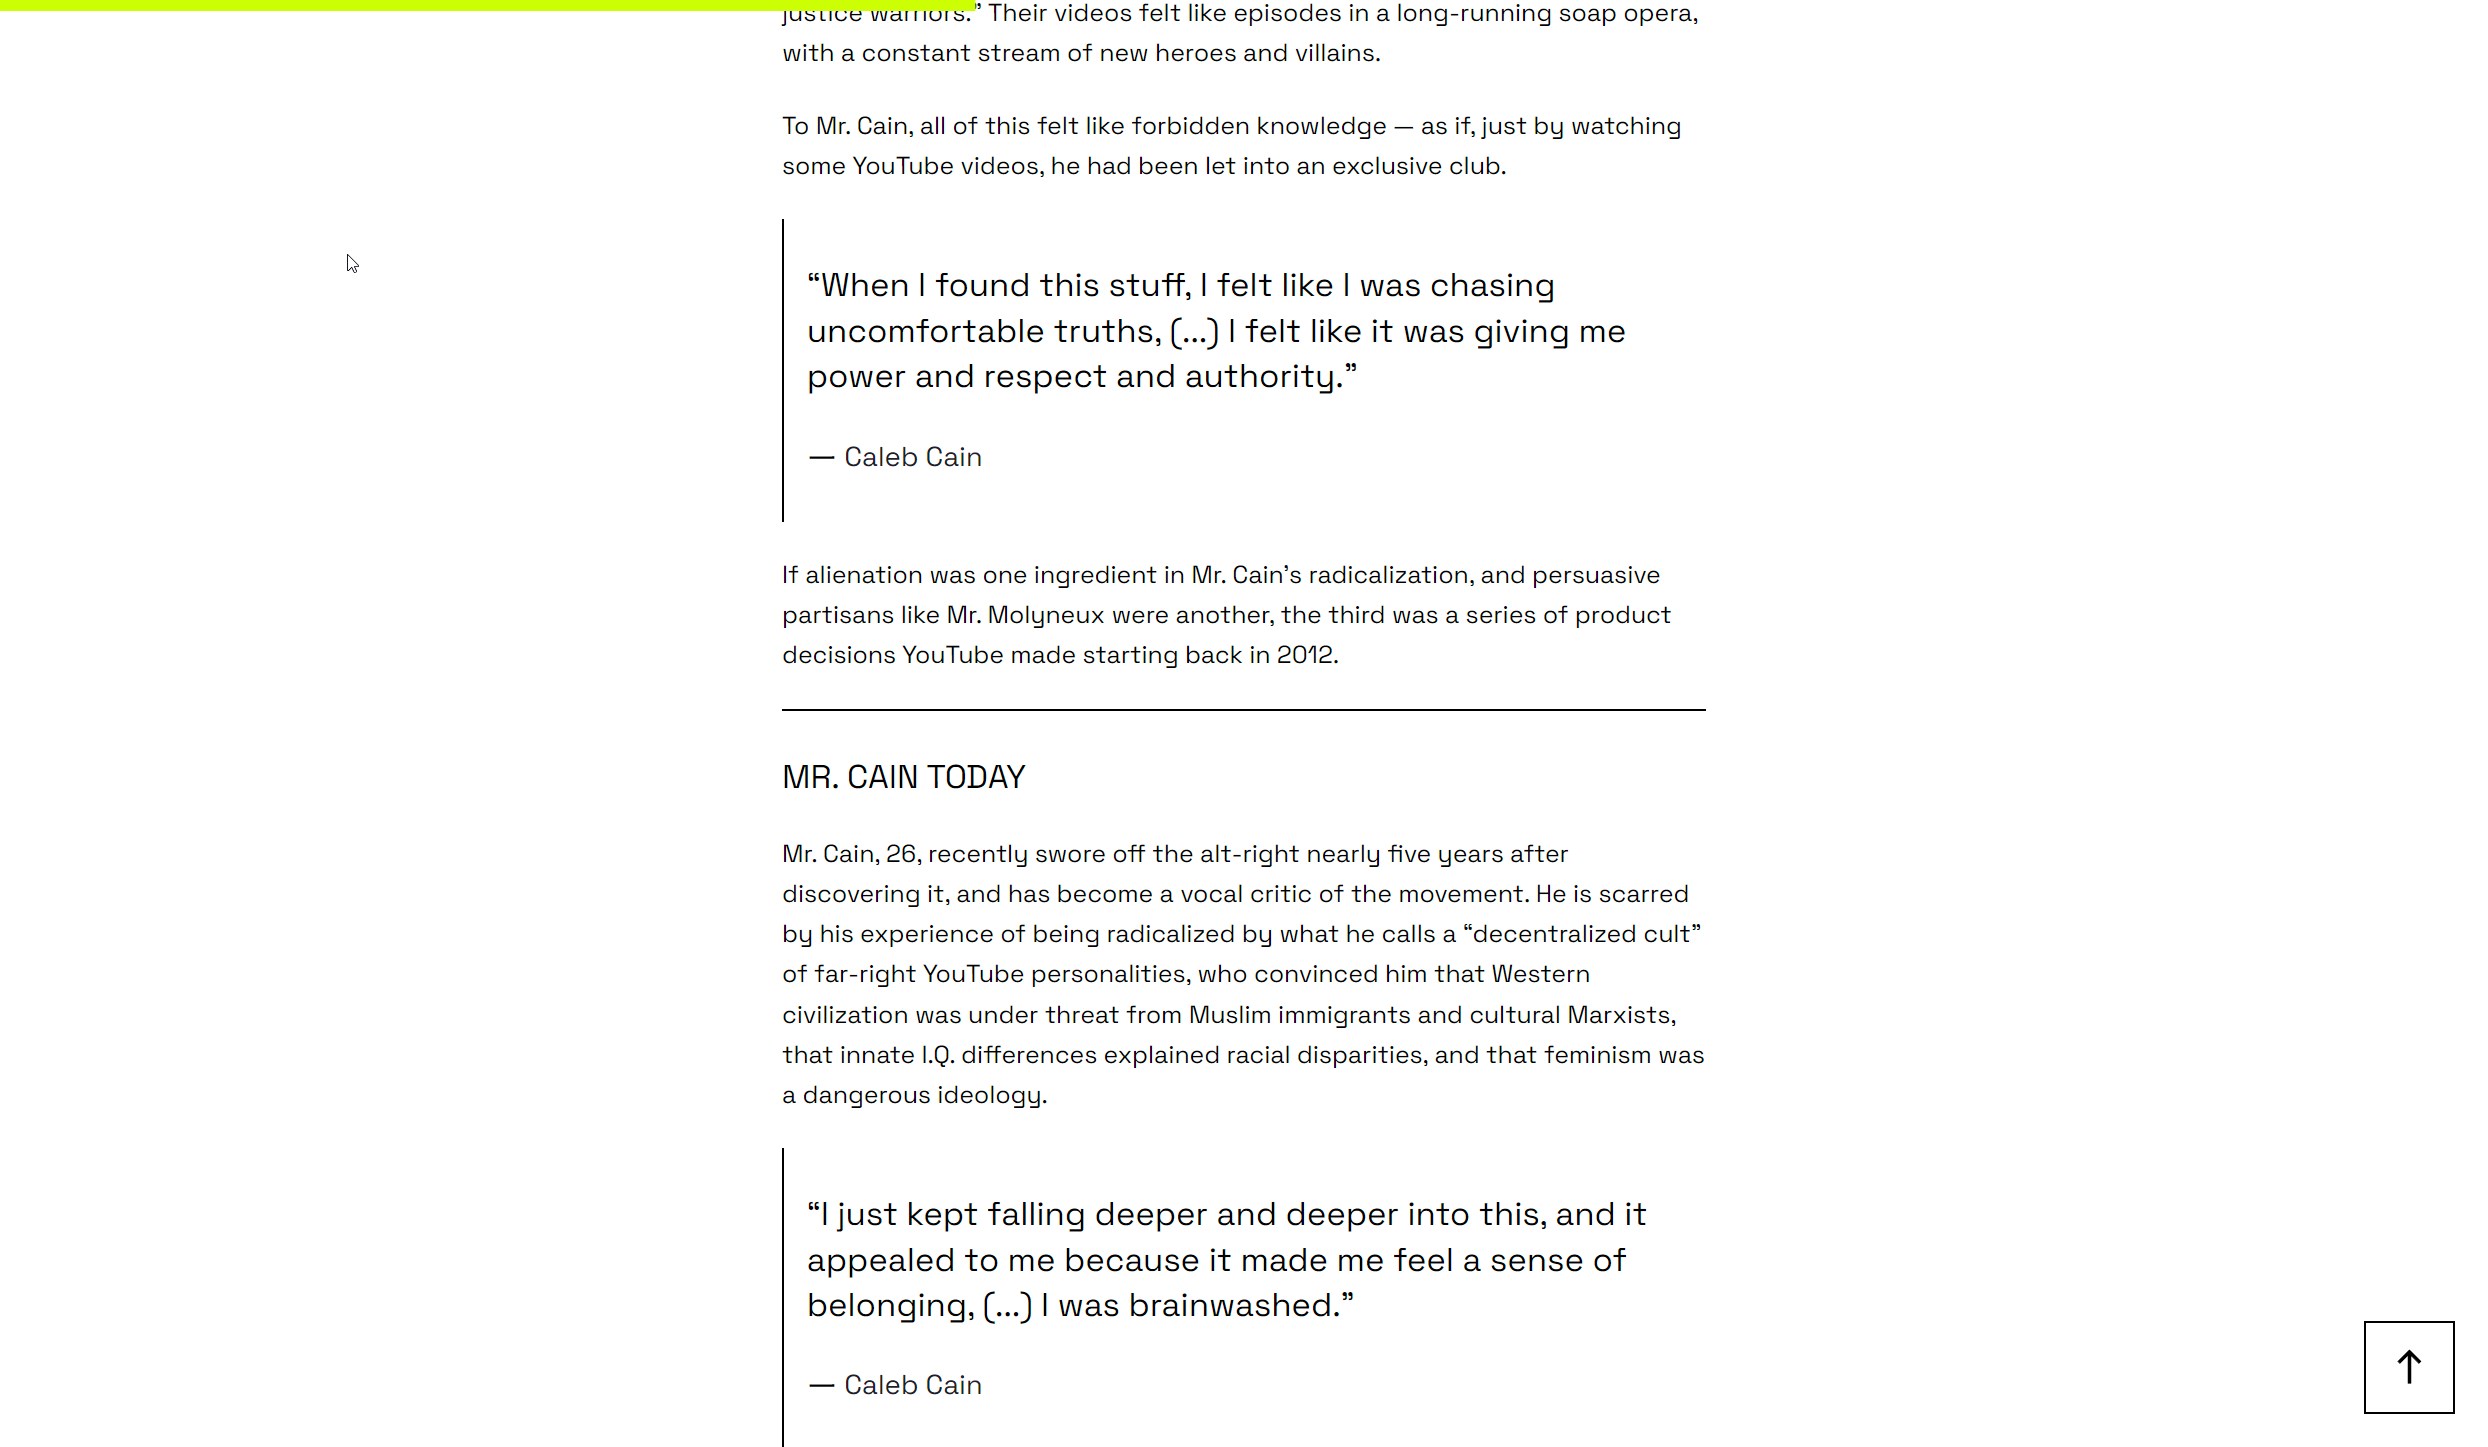 justice warriors.” Their videos felt like episodes in a long-running soap opera,
with a constant stream of new heroes and villains.
To Mr. Cain, all of this felt like forbidden knowledge — as if, just by watching
some YouTube videos, he had been let into an exclusive club.
“When I found this stuff, I felt like I was chasing
uncomfortable truths, (...) I felt like it was giving me
power and respect and authority.”
— Caleb Cain
If alienation was one ingredient in Mr. Cain’s radicalization, and persuasive
partisans like Mr. Molyneux were another, the third was a series of product
decisions YouTube made starting back in 2012.
MR. CAIN TODAY
Mr. Cain, 26, recently swore off the alt-right nearly five years after
discovering it, and has become a vocal critic of the movement. He is scarred
by his experience of being radicalized by what he calls a “decentralized cult”
of far-right YouTube personalities, who convinced him that Western
civilization was under threat from Muslim immigrants and cultural Marxists,
that innate I.Q. differences explained racial disparities, and that feminism was
a dangerous ideology.
“I just kept falling deeper and deeper into this, and it
appealed to me because it made me feel a sense of
belonging, (...) I was brainwashed.”
— Caleb Cain